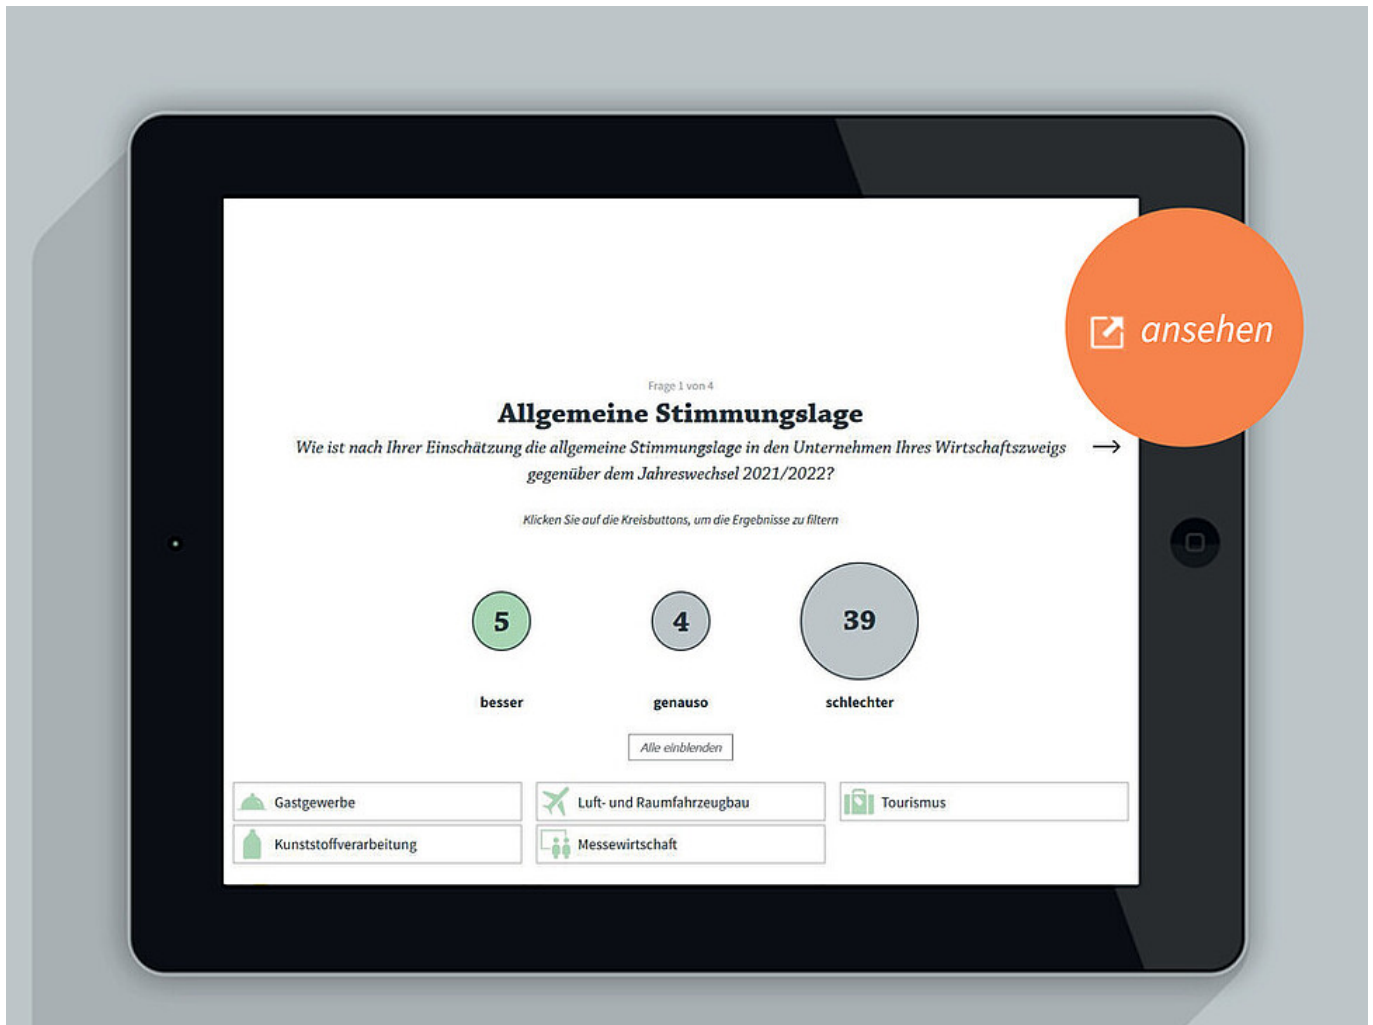 ansehen
Frage 1 von 4
Allgemeine Stimmungslage
Wie ist nach Ihrer Einschätzung die allgemeine Stimmungslage in den Unternehmen Ihres Wirtschaftszweigs
gegenüber dem Jahreswechsel 2021/2022?
Klicken Sie auf die Kreisbuttons, um die Ergebnisse zu filtern
5 4 39
besser genauso schlechter
Alle einblenden
Gastgewerbe Luft- und Raumfahrzeugbau Tourismus
Kunststoffverarbeitung Messewirtschaft